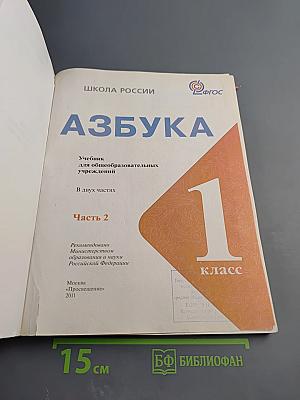 ШКОЛА РОССИИ
ФГОС
АЗБУКА
Учебник
для общеобразовательных
учреждений
В двух частях
Часть 2
1
класс
Рекомендовано
Министерством
образования и науки
Российской Федерации
Москва
«Просвещение»
2011
15 см
БФ БИБЛИОФАН